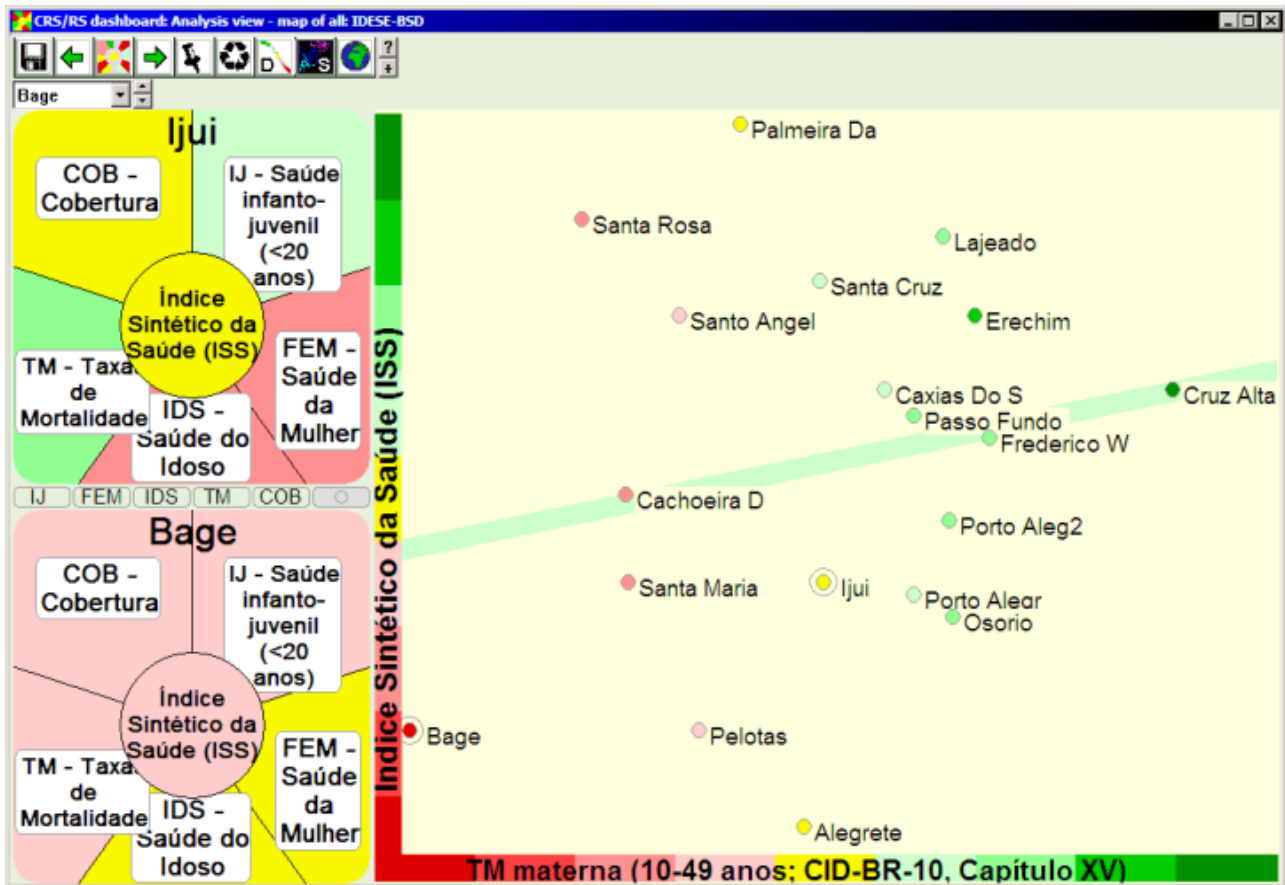 CRS/RS dashboard: Analysis view - map of all: IDESE-BSD
D
S
?
+
Bage
Ijui
COB -
Cobertura
IJ - Saúde
infanto-
juvenil
(<20
anos)
Índice
Sintético da
Saúde (ISS)
FEM -
Saúde
da
Mulher
TM - Taxa
de
Mortalidade
IDS -
Saúde do
Idoso
IJ
FEM
IDS
TM
COB
Bage
COB -
Cobertura
IJ - Saúde
infanto-
juvenil
(<20
anos)
Índice
Sintético da
Saúde (ISS)
FEM -
Saúde
da
Mulher
TM - Taxa
de
Mortalidade
IDS -
Saúde do
Idoso
Indice Sintético da Saúde (ISS)
Palmeira Da
Santa Rosa
Lajeado
Santa Cruz
Santo Angel
Erechim
Caxias Do S
Cruz Alta
Passo Fundo
Frederico W
Cachoeira D
Porto Aleg2
Santa Maria
Ijui
Porto Alegr
Osorio
Bage
Pelotas
Alegrete
TM materna (10-49 anos; CID-BR-10, Capítulo XV)